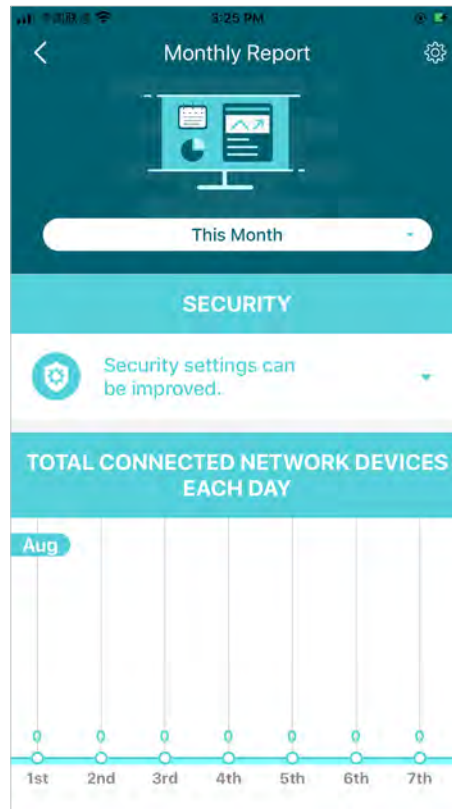 3:25 PM
Monthly Report
This Month
SECURITY
Security settings can
be improved.
TOTAL CONNECTED NETWORK DEVICES
EACH DAY
Aug
0 0 0 0 0 0 0
1st 2nd 3rd 4th 5th 6th 7th